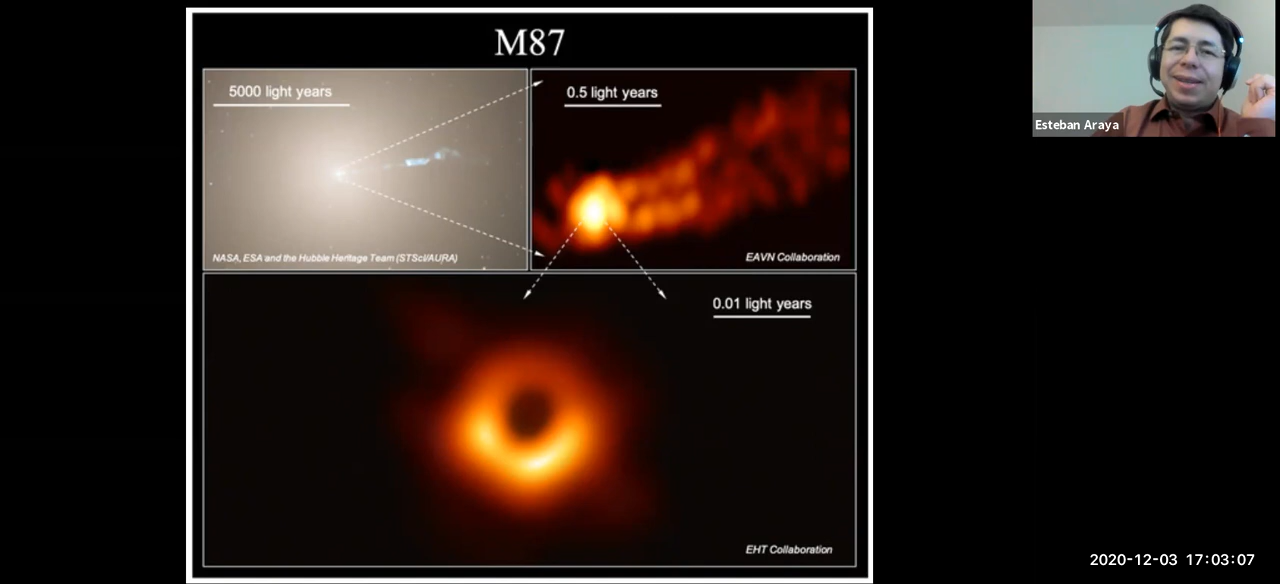 M87
5000 light years
NASA, ESA and the Hubble Heritage Team (STScI/AURA)
0.5 light years
EAVN Collaboration
0.01 light years
EHT Collaboration
Esteban Araya
2020-12-03 17:03:07